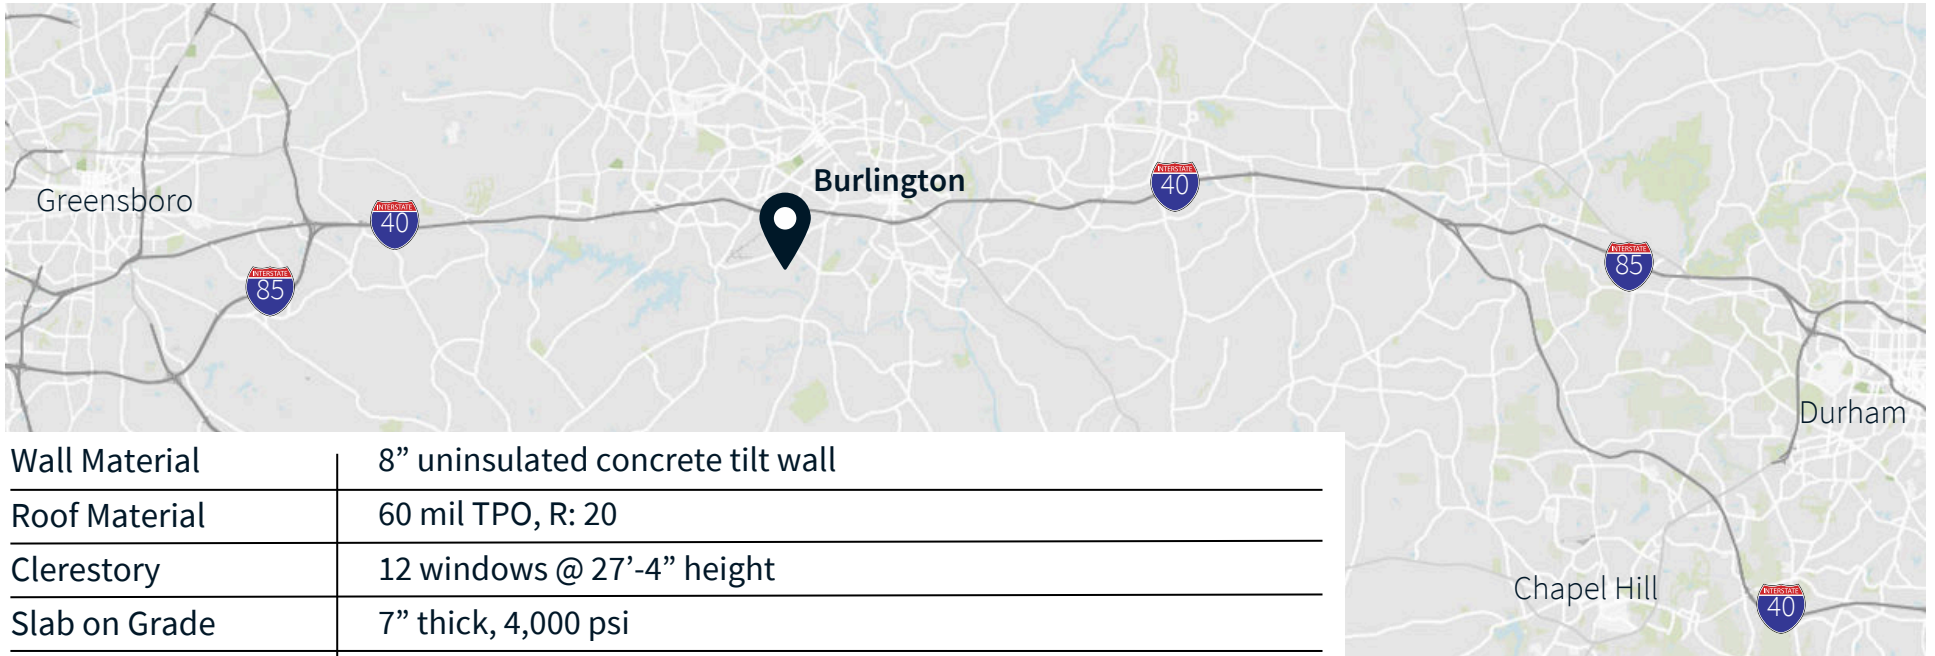 Burlington
INTERSTATE
40
Greensboro
INTERSTATE
40
INTERSTATE
85
INTERSTATE
85
Durham
Wall Material 8” uninsulated concrete tilt wall
Roof Material 60 mil TPO, R: 20
Clerestory 12 windows @ 27’-4” height
Slab on Grade 7” thick, 4,000 psi
Chapel Hill
INTERSTATE
40